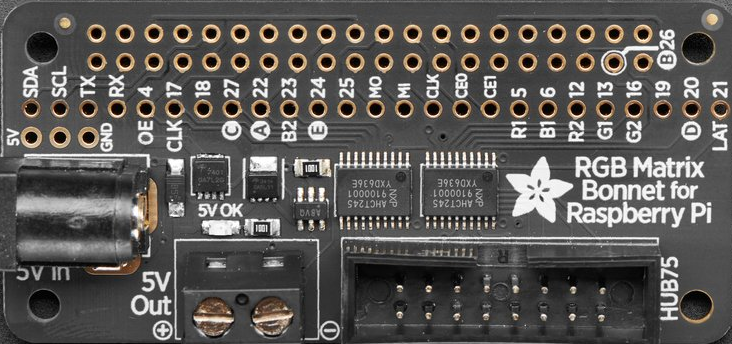 B26
SDA SCL TX RX OE 4 CLK 17 18 C 27 A 22 B2 23 E 24 25 MO MI CLK CE0 CE1 R1 5 B1 6 R2 12 G1 13 G2 16 19 D 20 LAT 21
5V
GND
RGB Matrix
Bonnet for
Raspberry Pi
5V OK
1001
1001
A8VQ
NXP
AHCT245
9100001
YX0636E
NXP
AHCT245
9100001
YX0636E
5V In
5V
Out
+
-
HUB75